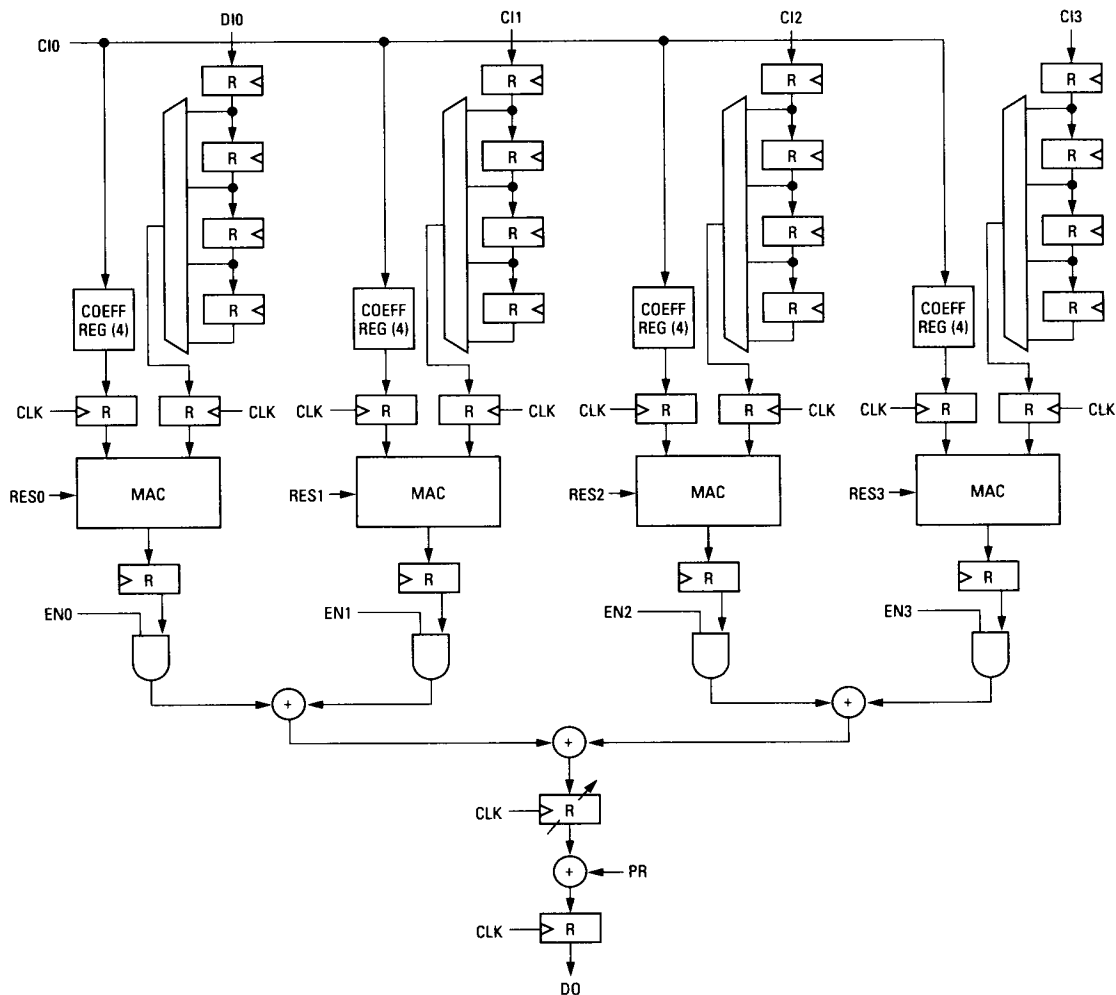 DI0 CI1 CI2 CI3
CI0
R R R R
R R R R
R R R R
R R R R
COEFF REG (4) COEFF REG (4) COEFF REG (4) COEFF REG (4)
CLK R R CLK CLK R R CLK CLK R R CLK CLK R R CLK
RES0 MAC RES1 MAC RES2 MAC RES3 MAC
R R R R
EN0 EN1 EN2 EN3
+ +
+
CLK R
+ PR
CLK R
DO